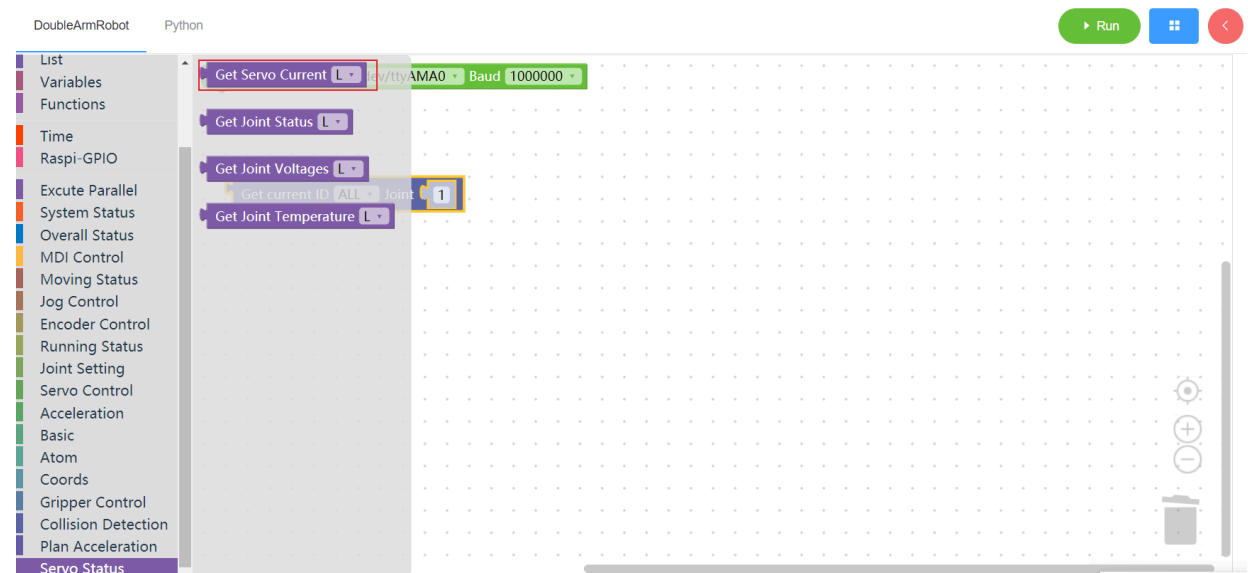 DoubleArmRobot Python
Run
List
Variables
Functions
Time
Raspi-GPIO
Excute Parallel
System Status
Overall Status
MDI Control
Moving Status
Jog Control
Encoder Control
Running Status
Joint Setting
Servo Control
Acceleration
Basic
Atom
Coords
Gripper Control
Collision Detection
Plan Acceleration
Servo Status
Get Servo Current L
dev/ttyAMA0 Baud 1000000
Get Joint Status L
Get Joint Voltages L
Get current ID ALL Joint 1
Get Joint Temperature L